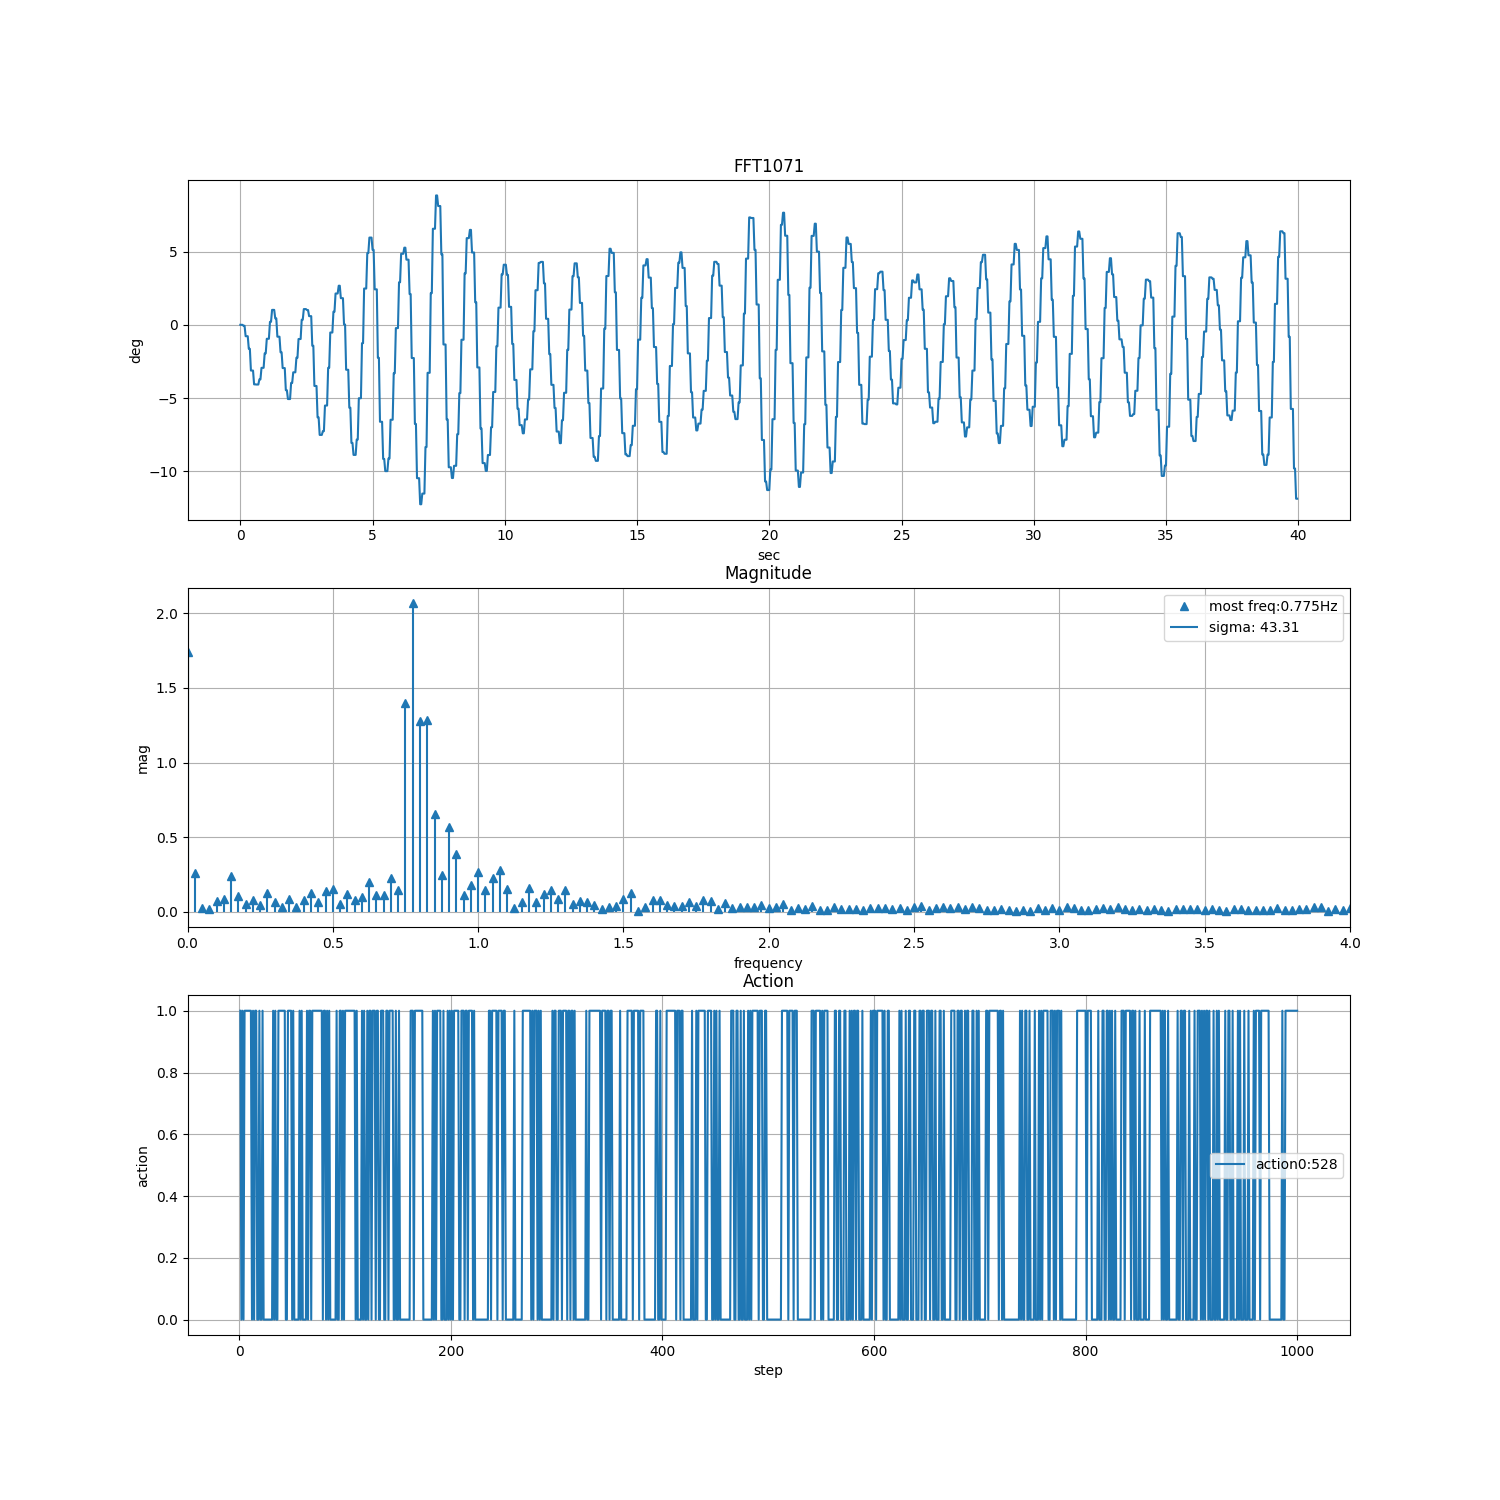 FFT1071
deg
5
0
−5
−10
0 5 10 15 20 25 30 35 40
sec
Magnitude
mag
2.0
1.5
1.0
0.5
0.0
most freq:0.775Hz
sigma: 43.31
0.0 0.5 1.0 1.5 2.0 2.5 3.0 3.5 4.0
frequency
Action
action
1.0
0.8
0.6
0.4
0.2
0.0
action0:528
0 200 400 600 800 1000
step